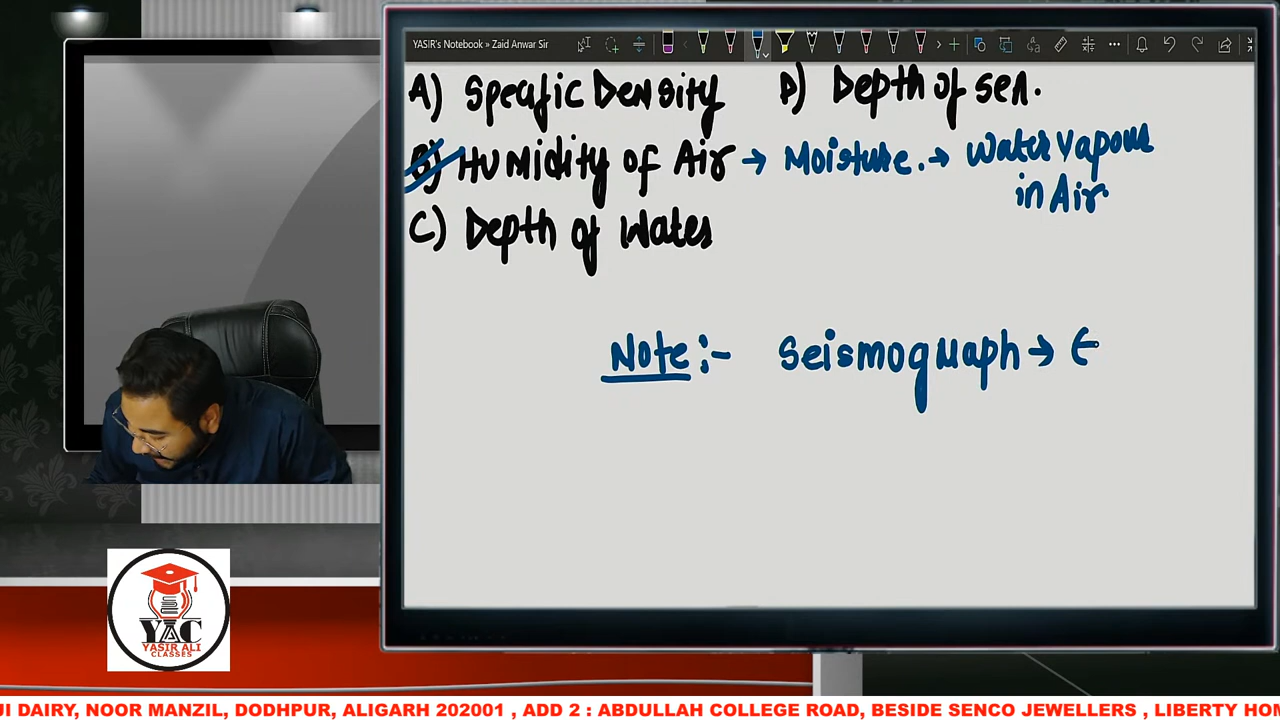 YASIR's Notebook » Zaid Anwar Sir
A) Specific Density D) Depth of sea.
B) Humidity of Air → Moisture. → Water vapour
in Air
C) Depth of Water
Note:- Seismograph → E
YAC
YASIR ALI
CLASSES
JI DAIRY, NOOR MANZIL, DODHPUR, ALIGARH 202001 , ADD 2 : ABDULLAH COLLEGE ROAD, BESIDE SENCO JEWELLERS , LIBERTY HO